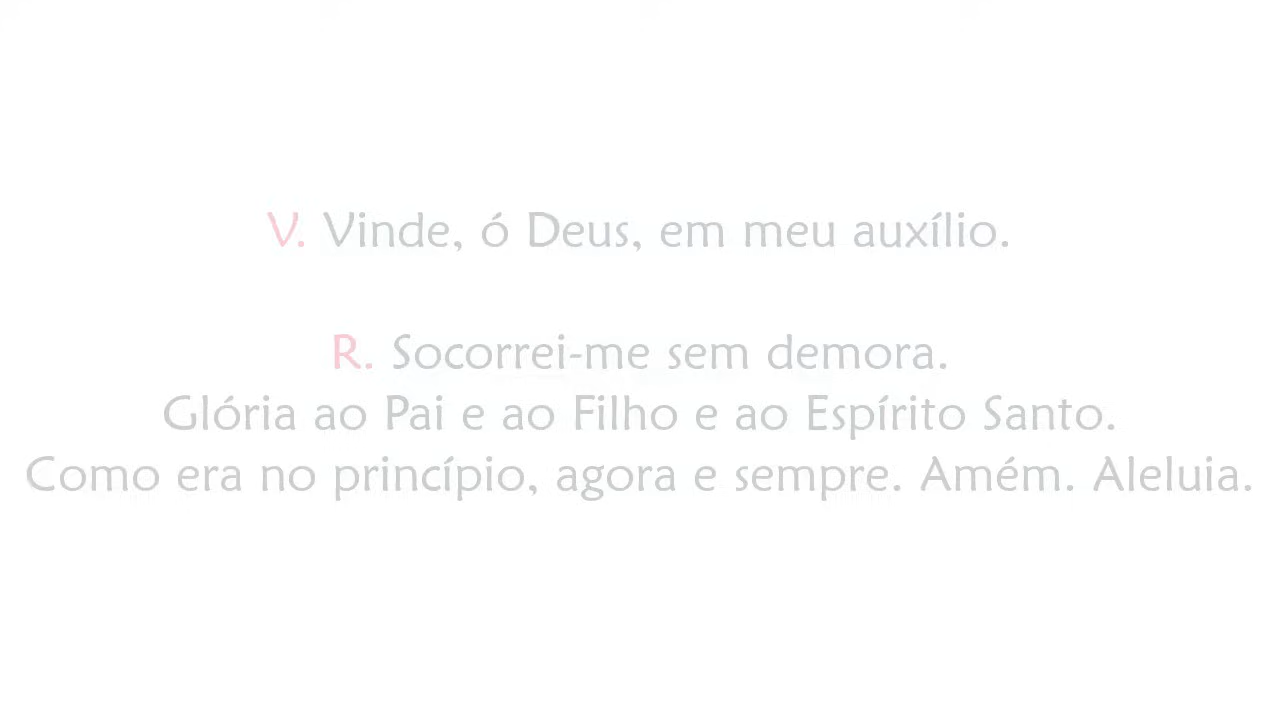 V. Vinde, ó Deus, em meu auxílio.
R. Socorrei-me sem demora.
Glória ao Pai e ao Filho e ao Espírito Santo.
Como era no princípio, agora e sempre. Amém. Aleluia.